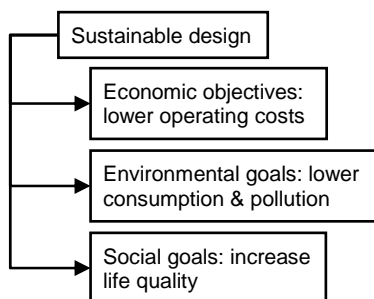 Sustainable design
Economic objectives:
lower operating costs
Environmental goals: lower
consumption & pollution
Social goals: increase
life quality